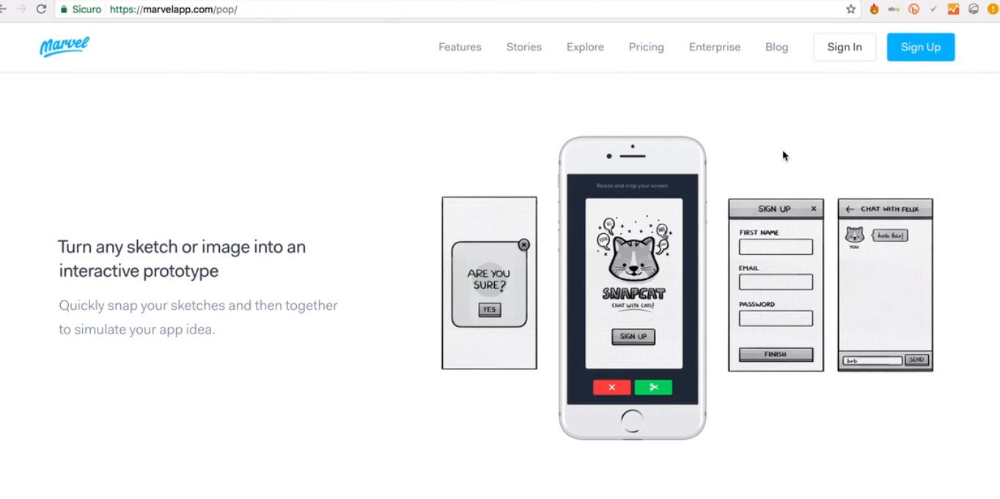 Sicuro https://marvelapp.com/pop/
ebay
Marvel
Features Stories Explore Pricing Enterprise Blog Sign In Sign Up
Turn any sketch or image into an
interactive prototype
Quickly snap your sketches and then together
to simulate your app idea.
ARE YOU
SURE?
YES
Resize and crop your screen
Hi
SNAPCAT
CHAT WITH CATS!
SIGN UP
SIGN UP
FIRST NAME
EMAIL
PASSWORD
FINISH
CHAT WITH FELIX
hello felix!
YOU
brb
SEND